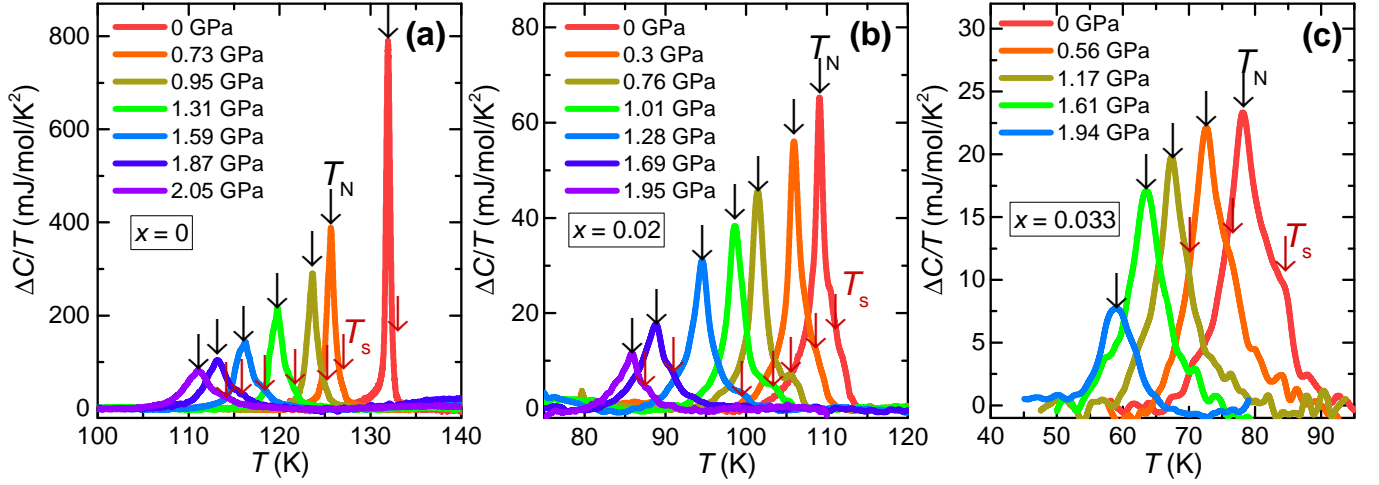 (a)
0 GPa
0.73 GPa
0.95 GPa
1.31 GPa
1.59 GPa
1.87 GPa
2.05 GPa
x = 0
T_N
T_s
ΔC/T (mJ/mol/K²)
800
600
400
200
0
100 110 120 130 140
T (K)
(b)
0 GPa
0.3 GPa
0.76 GPa
1.01 GPa
1.28 GPa
1.69 GPa
1.95 GPa
x = 0.02
T_N
T_s
ΔC/T (mJ/mol/K²)
80
60
40
20
0
80 90 100 110 120
T (K)
(c)
0 GPa
0.56 GPa
1.17 GPa
1.61 GPa
1.94 GPa
x = 0.033
T_N
T_s
ΔC/T (mJ/mol/K²)
30
25
20
15
10
5
0
40 50 60 70 80 90
T (K)